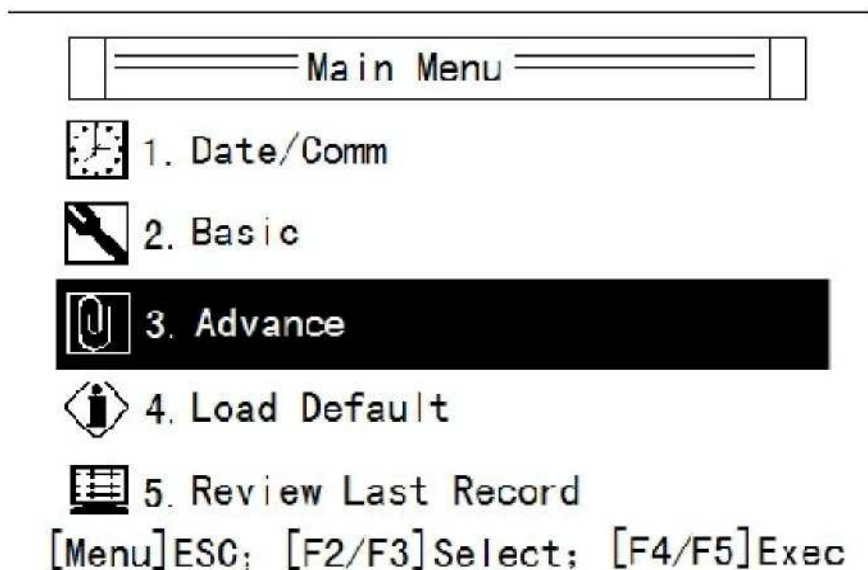 Main Menu
1. Date/Comm
2. Basic
3. Advance
4. Load Default
5. Review Last Record
[Menu]ESC; [F2/F3]Select; [F4/F5]Exec